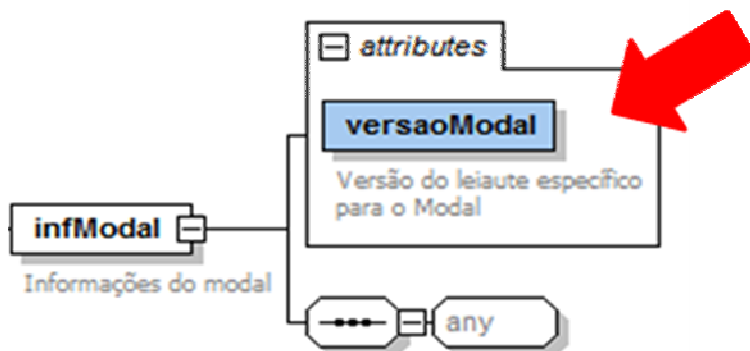 attributes
versaoModal
Versão do leiaute específico
para o Modal
infModal
Informações do modal
any